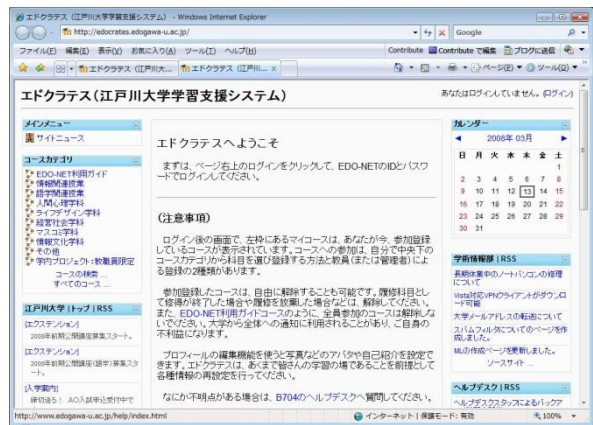 エドクラテス (江戸川大学学習支援システム) - Windows Internet Explorer
http://edocrates.edogawa-u.ac.jp/
Google
ファイル(F) 編集(E) 表示(V) お気に入り(A) ツール(T) ヘルプ(H)
Contribute Contribute で編集 ブログに送信
エドクラテス (江戸川大... エドクラテス (江戸川... ページ(P) ツール(O)
エドクラテス(江戸川大学学習支援システム)
あなたはログインしていません。(ログイン)
メインメニュー
サイトニュース
コースカテゴリ
EDO-NET利用ガイド
情報関連授業
語学関連授業
人間心理学科
ライフデザイン学科
経営社会学科
マスコミ学科
情報文化学科
その他
学内プロジェクト:教職員限定
コースの検索 ...
すべてのコース ...
江戸川大学 |トップ | RSS
[エクステンション]
2008年前期公開講座募集スタート。
[エクステンション]
2008年前期公開講座(語学)募集スタート。
[入学案内]
締切迫る! AO入試申込受付中で
エドクラテスへようこそ
まずは、ページ右上のログインをクリックして、EDO-NETのIDとパスワ
ードでログインしてください。
(注意事項)
ログイン後の画面で、左枠にあるマイコースは、あなたが今、参加登録
しているコースが表示されています。コースへの参加は、自分で中央下の
コースカテゴリから科目を選び登録する方法と教員(または管理者)によ
る登録の2種類があります。
参加登録したコースは、自由に解除することも可能です。履修科目とし
て修得が終了した場合や履修を放棄した場合などは、解除してください。
また、EDO-NET利用ガイドコースのように、全員参加のコースは解除しな
いでください。大学から全体への通知に利用されることがあり、ご自身の
不利益になります。
プロフィールの編集機能を使うと写真などのアバタや自己紹介を設定で
きます。エドクラテスは、あくまで皆さんの学習の場であることを前提として
各種情報の再設定を行ってください。
なにか不明点がある場合は、B704のヘルプデスクへ質問してください。
カレンダー
2008年 03月
日 月 火 水 木 金 土
1
2 3 4 5 6 7 8
9 10 11 12 13 14 15
16 17 18 19 20 21 22
23 24 25 26 27 28 29
30 31
学術情報部 | RSS
長期休業中のノートパソコンの修理
について
Vista対応VPNクライアントがダウンロ
ード可能
大学メールアドレスの転送について
スパムフィルタについてのページを作
成しました。
MLの作成ページを更新しました。
ソースサイト ...
ヘルプデスク | RSS
ヘルプデスクスタッフによるバックア
http://www.edogawa-u.ac.jp/help/index.html
インターネット | 保護モード: 有効
100%